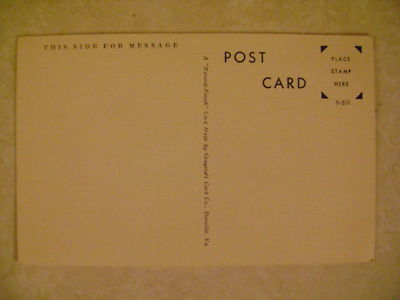 THIS SIDE FOR MESSAGE
A "Natural-Finish" Card Made by Graycraft Card Co., Danville, Va.
POST
CARD
PLACE
STAMP
HERE